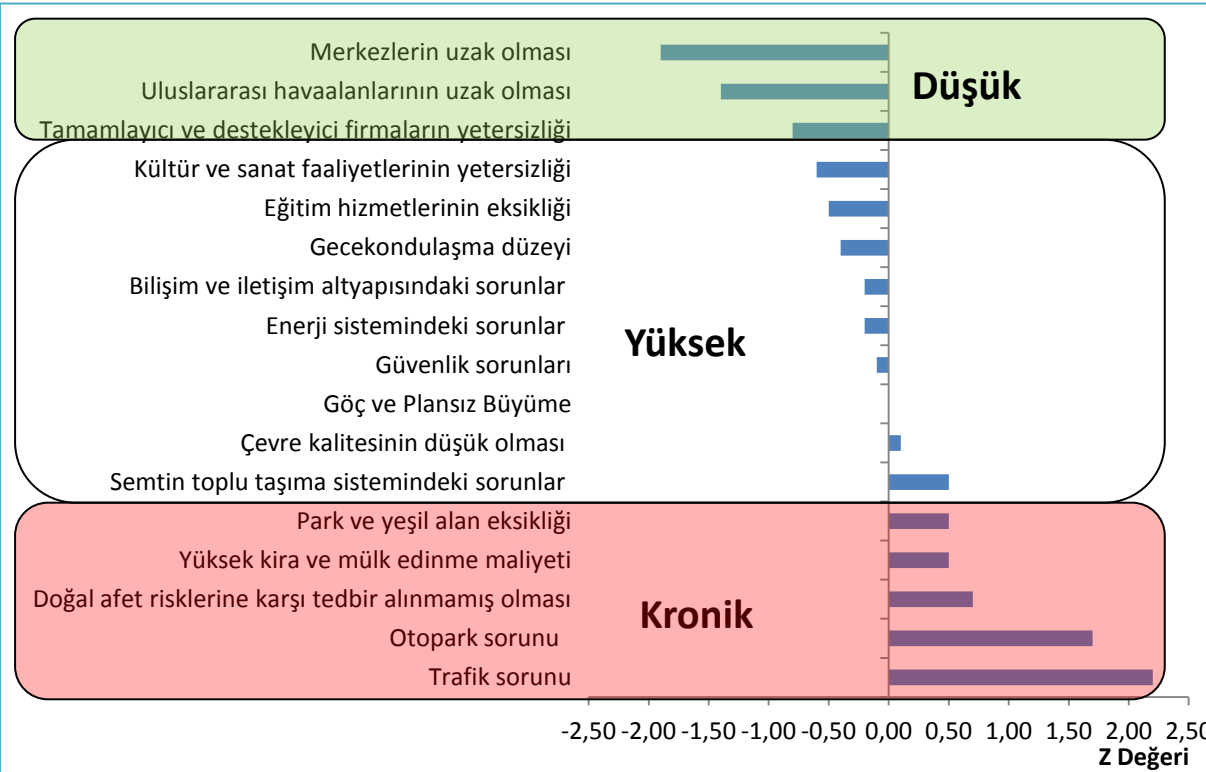 Merkezlerin uzak olması
Uluslararası havaalanlarının uzak olması
Düşük
Tamamlayıcı ve destekleyici firmaların yetersizliği
Kültür ve sanat faaliyetlerinin yetersizliği
Eğitim hizmetlerinin eksikliği
Gecekondulaşma düzeyi
Bilişim ve iletişim altyapısındaki sorunlar
Enerji sistemindeki sorunlar
Yüksek
Güvenlik sorunları
Göç ve Plansız Büyüme
Çevre kalitesinin düşük olması
Semtin toplu taşıma sistemindeki sorunlar
Park ve yeşil alan eksikliği
Yüksek kira ve mülk edinme maliyeti
Doğal afet risklerine karşı tedbir alınmamış olması
Kronik
Otopark sorunu
Trafik sorunu
-2,50 -2,00 -1,50 -1,00 -0,50 0,00 0,50 1,00 1,50 2,00 2,50
Z Değeri